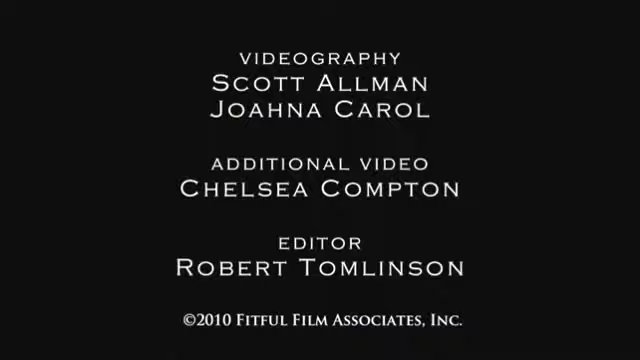 VIDEOGRAPHY
SCOTT ALLMAN
JOAHNA CAROL
ADDITIONAL VIDEO
CHELSEA COMPTON
EDITOR
ROBERT TOMLINSON
©2010 FITFUL FILM ASSOCIATES, INC.